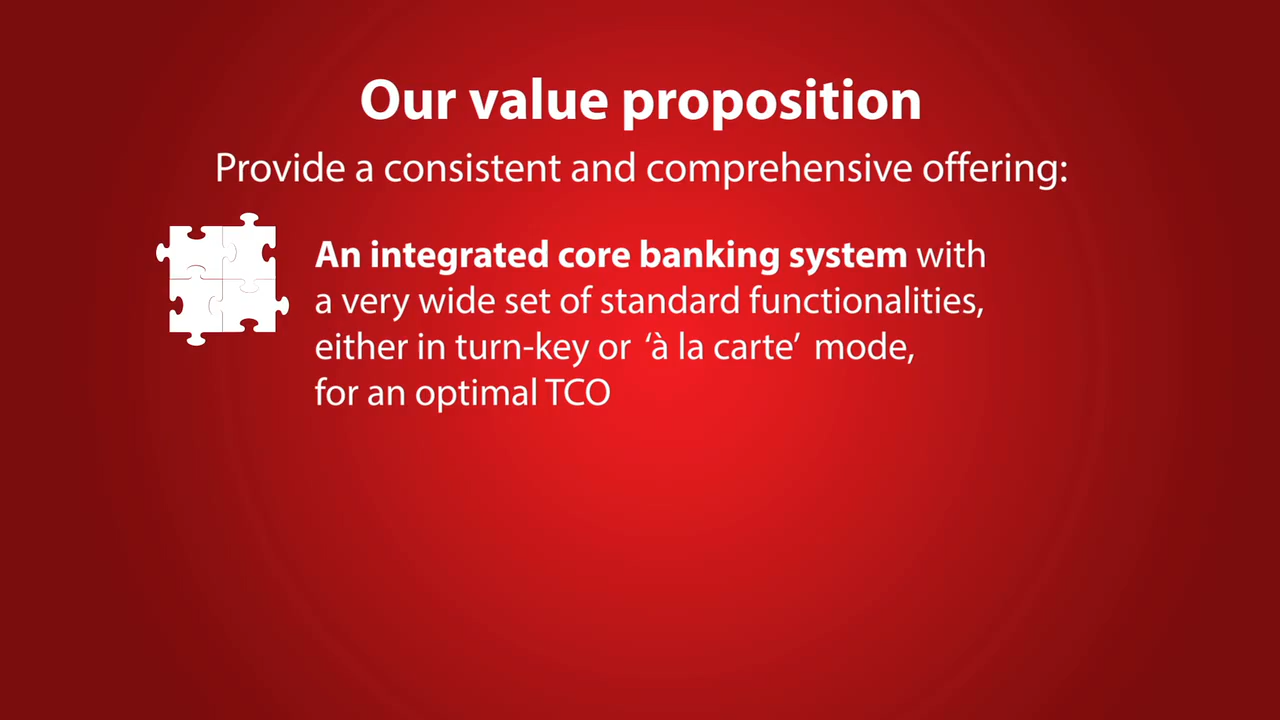 Our value proposition
Provide a consistent and comprehensive offering:
An integrated core banking system with
a very wide set of standard functionalities,
either in turn-key or ‘à la carte’ mode,
for an optimal TCO